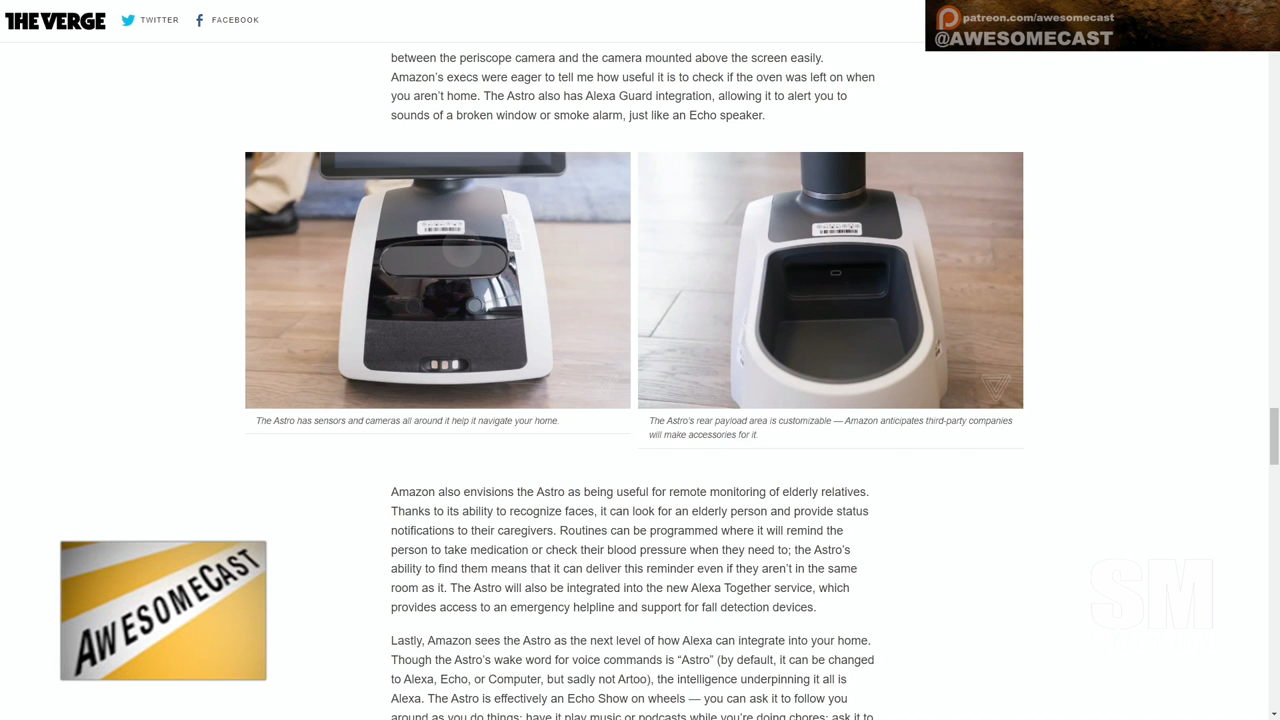 THE VERGE
TWITTER
FACEBOOK
patreon.com/awesomecast
@AWESOMECAST
between the periscope camera and the camera mounted above the screen easily.
Amazon’s execs were eager to tell me how useful it is to check if the oven was left on when
you aren’t home. The Astro also has Alexa Guard integration, allowing it to alert you to
sounds of a broken window or smoke alarm, just like an Echo speaker.
The Astro has sensors and cameras all around it help it navigate your home.
The Astro’s rear payload area is customizable — Amazon anticipates third-party companies
will make accessories for it.
Amazon also envisions the Astro as being useful for remote monitoring of elderly relatives.
Thanks to its ability to recognize faces, it can look for an elderly person and provide status
notifications to their caregivers. Routines can be programmed where it will remind the
person to take medication or check their blood pressure when they need to; the Astro’s
ability to find them means that it can deliver this reminder even if they aren’t in the same
room as it. The Astro will also be integrated into the new Alexa Together service, which
provides access to an emergency helpline and support for fall detection devices.
AWESOMECAST
SM
Lastly, Amazon sees the Astro as the next level of how Alexa can integrate into your home.
Though the Astro’s wake word for voice commands is “Astro” (by default, it can be changed
to Alexa, Echo, or Computer, but sadly not Artoo), the intelligence underpinning it all is
Alexa. The Astro is effectively an Echo Show on wheels — you can ask it to follow you
around as you do things; have it play music or podcasts while you’re doing chores; ask it to